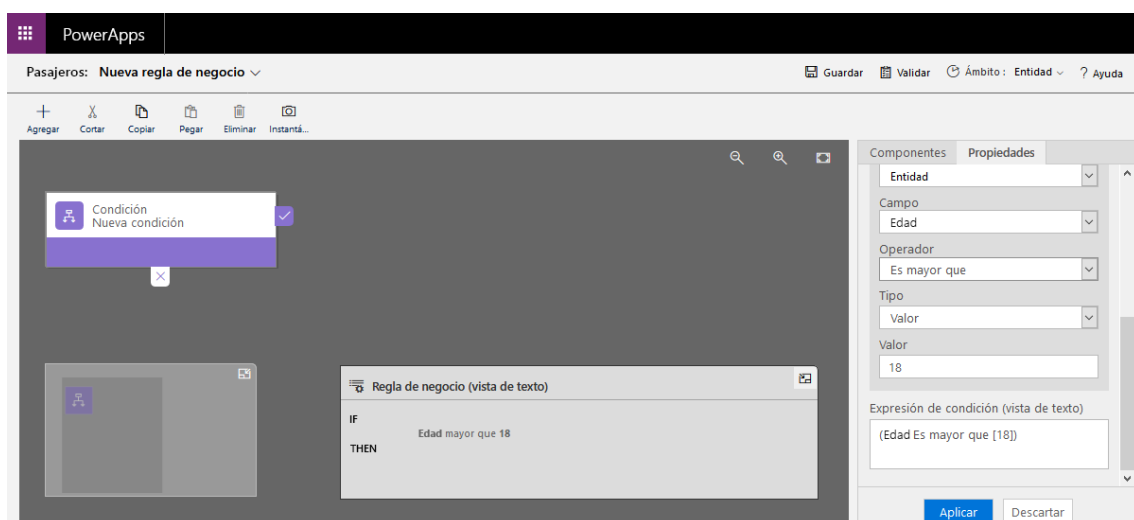 PowerApps
Pasajeros: Nueva regla de negocio
Guardar Validar Ámbito : Entidad ? Ayuda
Agregar Cortar Copiar Pegar Eliminar Instantá...
Componentes Propiedades
Entidad
Campo
Edad
Operador
Es mayor que
Tipo
Valor
Valor
18
Expresión de condición (vista de texto)
(Edad Es mayor que [18])
Aplicar Descartar
Condición
Nueva condición
Regla de negocio (vista de texto)
IF
Edad mayor que 18
THEN